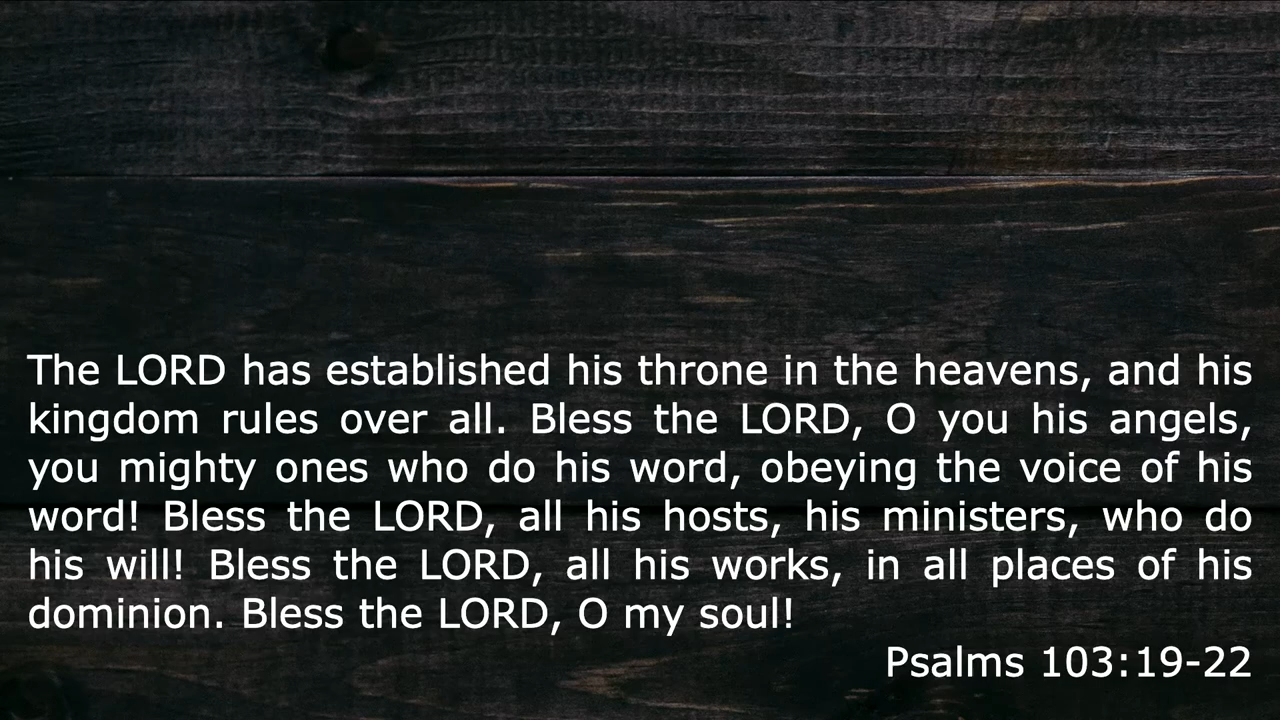 The LORD has established his throne in the heavens, and his
kingdom rules over all. Bless the LORD, O you his angels,
you mighty ones who do his word, obeying the voice of his
word! Bless the LORD, all his hosts, his ministers, who do
his will! Bless the LORD, all his works, in all places of his
dominion. Bless the LORD, O my soul!
Psalms 103:19-22